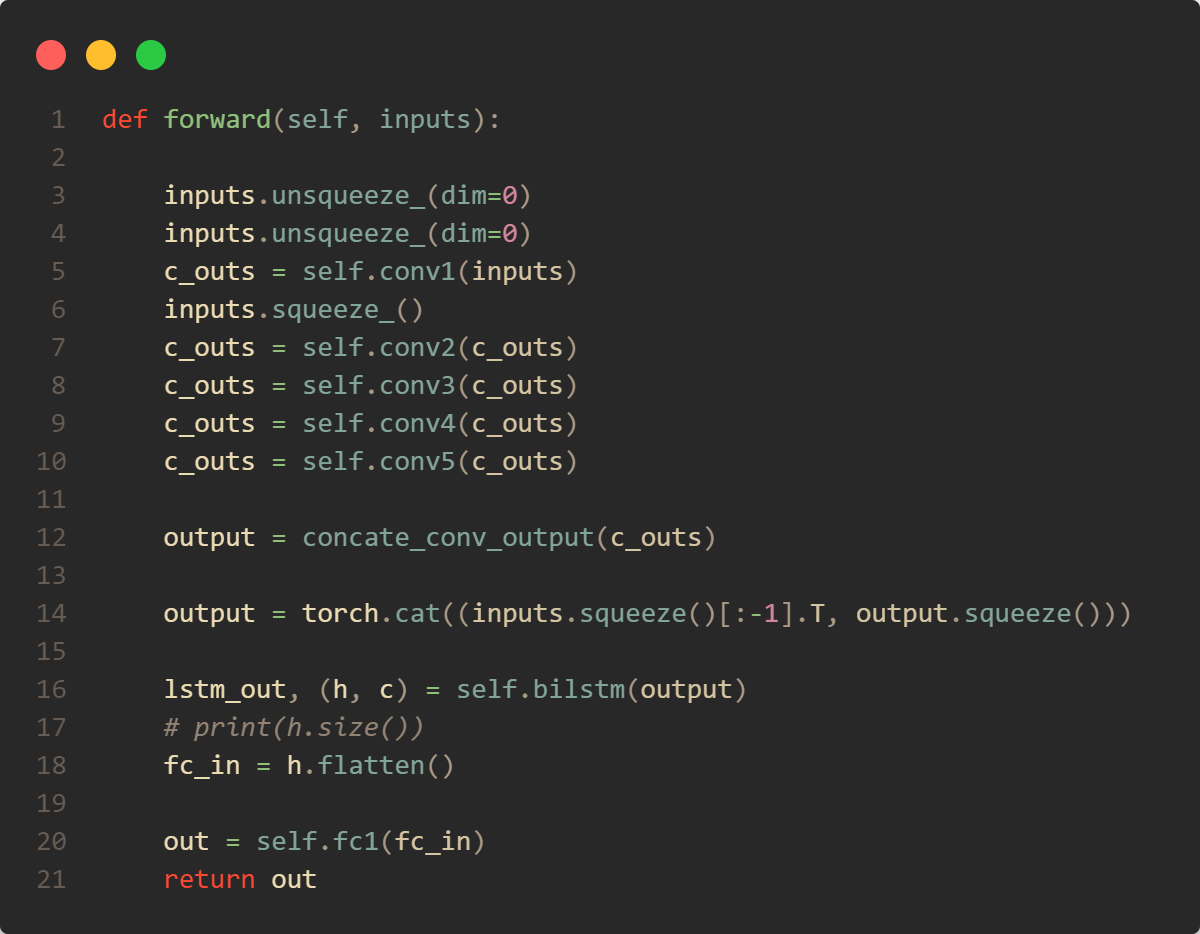 1 def forward(self, inputs):
2
3     inputs.unsqueeze_(dim=0)
4     inputs.unsqueeze_(dim=0)
5     c_outs = self.conv1(inputs)
6     inputs.squeeze_()
7     c_outs = self.conv2(c_outs)
8     c_outs = self.conv3(c_outs)
9     c_outs = self.conv4(c_outs)
10     c_outs = self.conv5(c_outs)
11
12     output = concate_conv_output(c_outs)
13
14     output = torch.cat((inputs.squeeze()[:-1].T, output.squeeze()))
15
16     lstm_out, (h, c) = self.bilstm(output)
17     # print(h.size())
18     fc_in = h.flatten()
19
20     out = self.fc1(fc_in)
21     return out